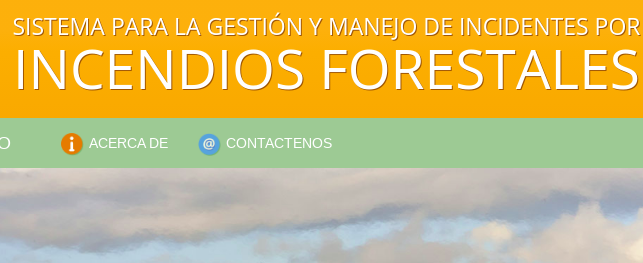 SISTEMA PARA LA GESTIÓN Y MANEJO DE INCIDENTES POR
INCENDIOS FORESTALES
O ACERCA DE CONTACTENOS